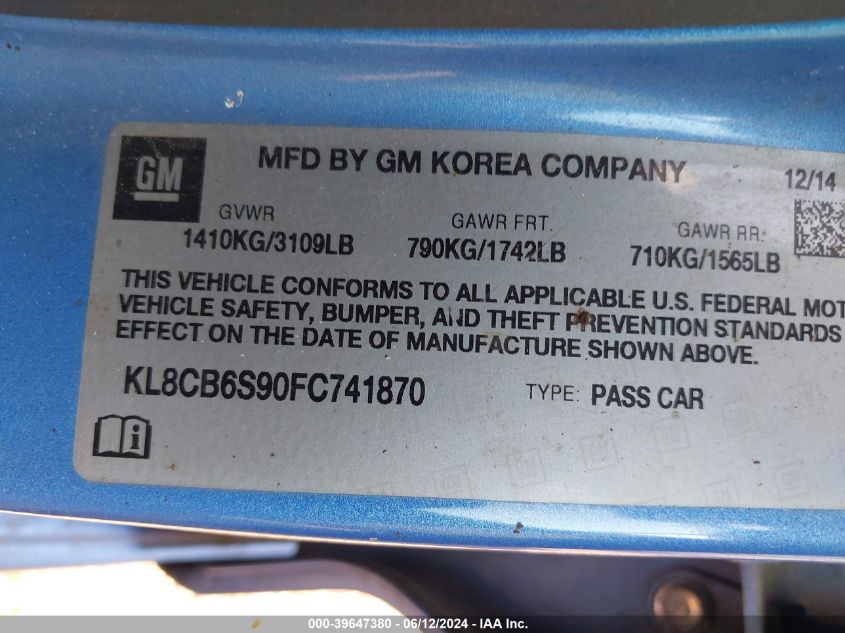 GM
MFD BY GM KOREA COMPANY
12/14
GVWR
GAWR FRT.
GAWR RR.
1410KG/3109LB
790KG/1742LB
710KG/1565LB
THIS VEHICLE CONFORMS TO ALL APPLICABLE U.S. FEDERAL MOT
VEHICLE SAFETY, BUMPER, AND THEFT PREVENTION STANDARDS
EFFECT ON THE DATE OF MANUFACTURE SHOWN ABOVE.
KL8CB6S90FC741870
TYPE: PASS CAR
000-39647380 - 06/12/2024 - IAA Inc.